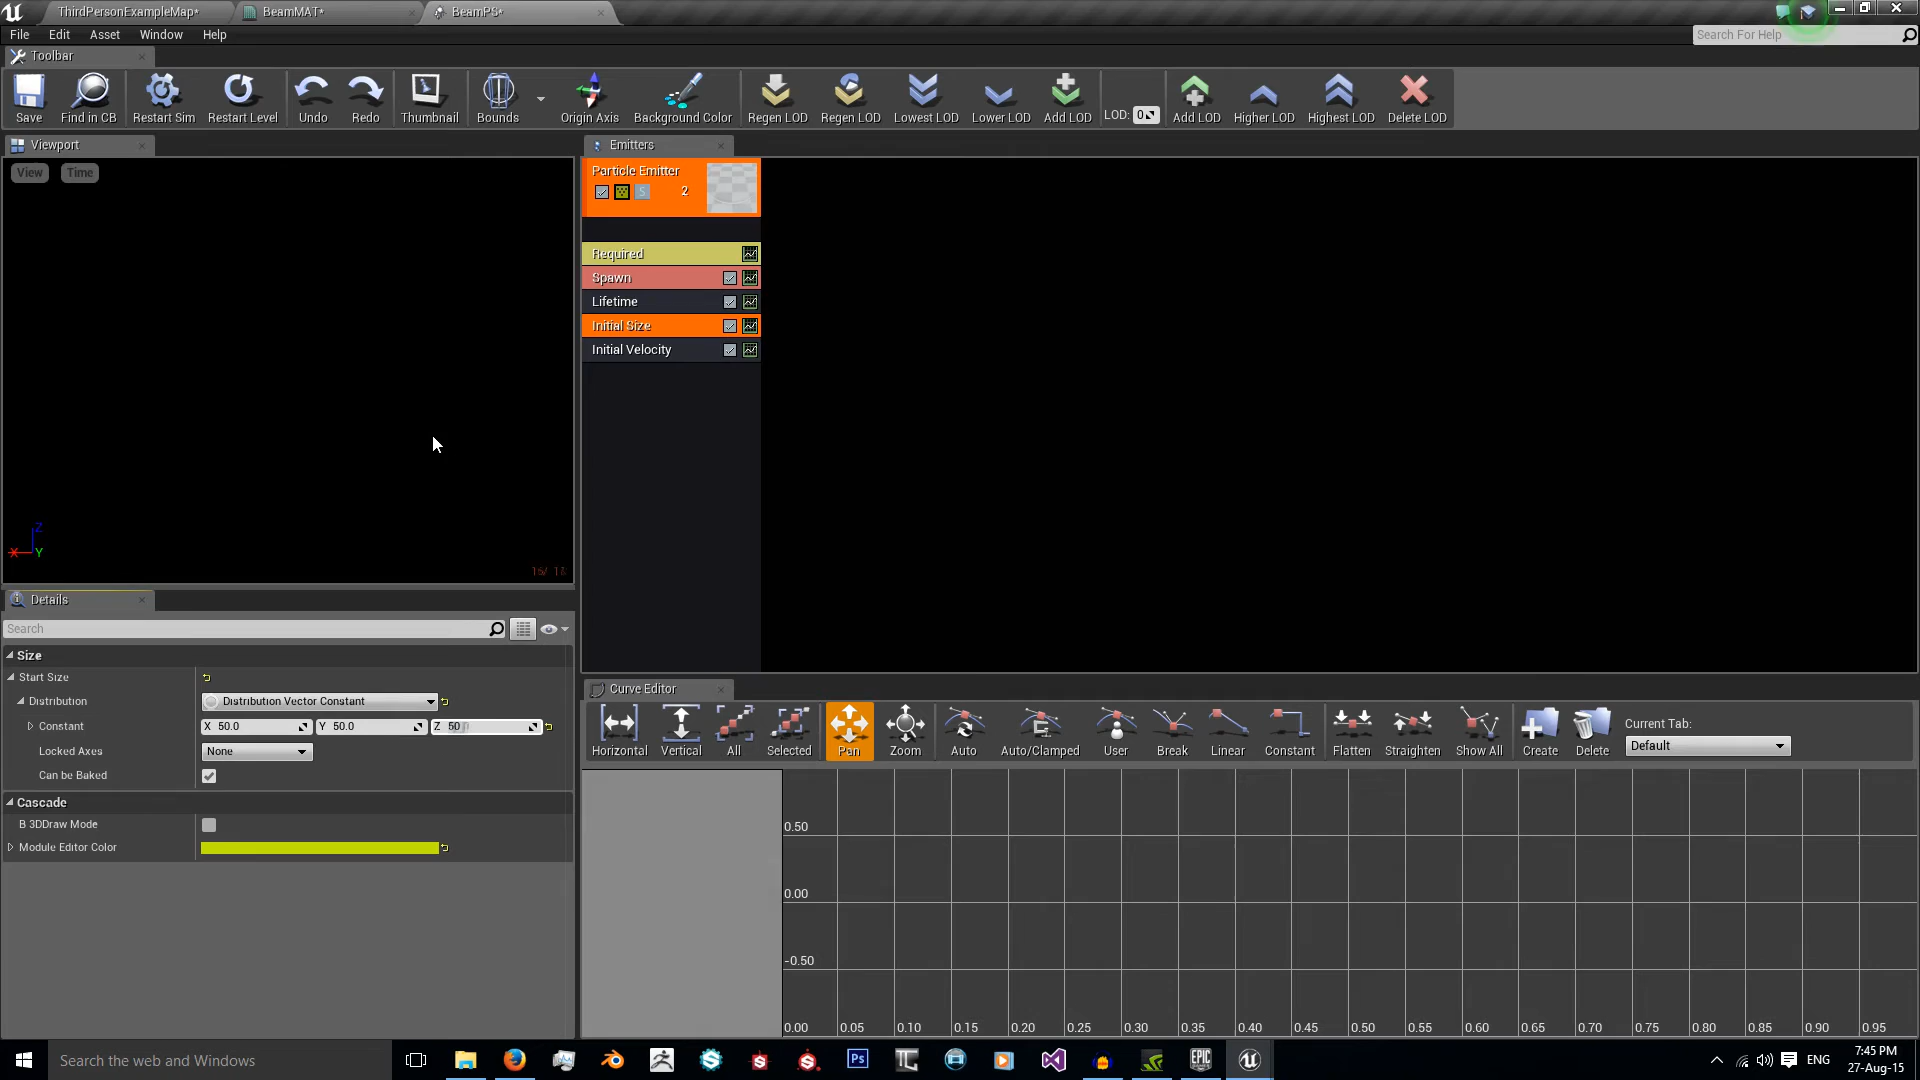 ThirdPersonExampleMap*
BeamMAT*
BeamPS*
File Edit Asset Window Help
Search For Help
Toolbar
Save Find in CB Restart Sim Restart Level Undo Redo Thumbnail Bounds Origin Axis Background Color Regen LOD Regen LOD Lowest LOD Lower LOD Add LOD LOD: 0 Add LOD Higher LOD Highest LOD Delete LOD
Viewport
View Time
Z
X Y
Emitters
Particle Emitter
S 2
Required
Spawn
Lifetime
Initial Size
Initial Velocity
Details
Search
Size
Start Size
Distribution Distribution Vector Constant
Constant X 50.0 Y 50.0 Z 50
Locked Axes None
Can be Baked
Cascade
B 3DDraw Mode
Module Editor Color
Curve Editor
Horizontal Vertical All Selected Pan Zoom Auto Auto/Clamped User Break Linear Constant Flatten Straighten Show All Create Delete
Current Tab:
Default
0.50
0.00
-0.50
0.00 0.05 0.10 0.15 0.20 0.25 0.30 0.35 0.40 0.45 0.50 0.55 0.60 0.65 0.70 0.75 0.80 0.85 0.90 0.95
Search the web and Windows
Ps
EPIC GAMES
ENG
7:45 PM
27-Aug-15